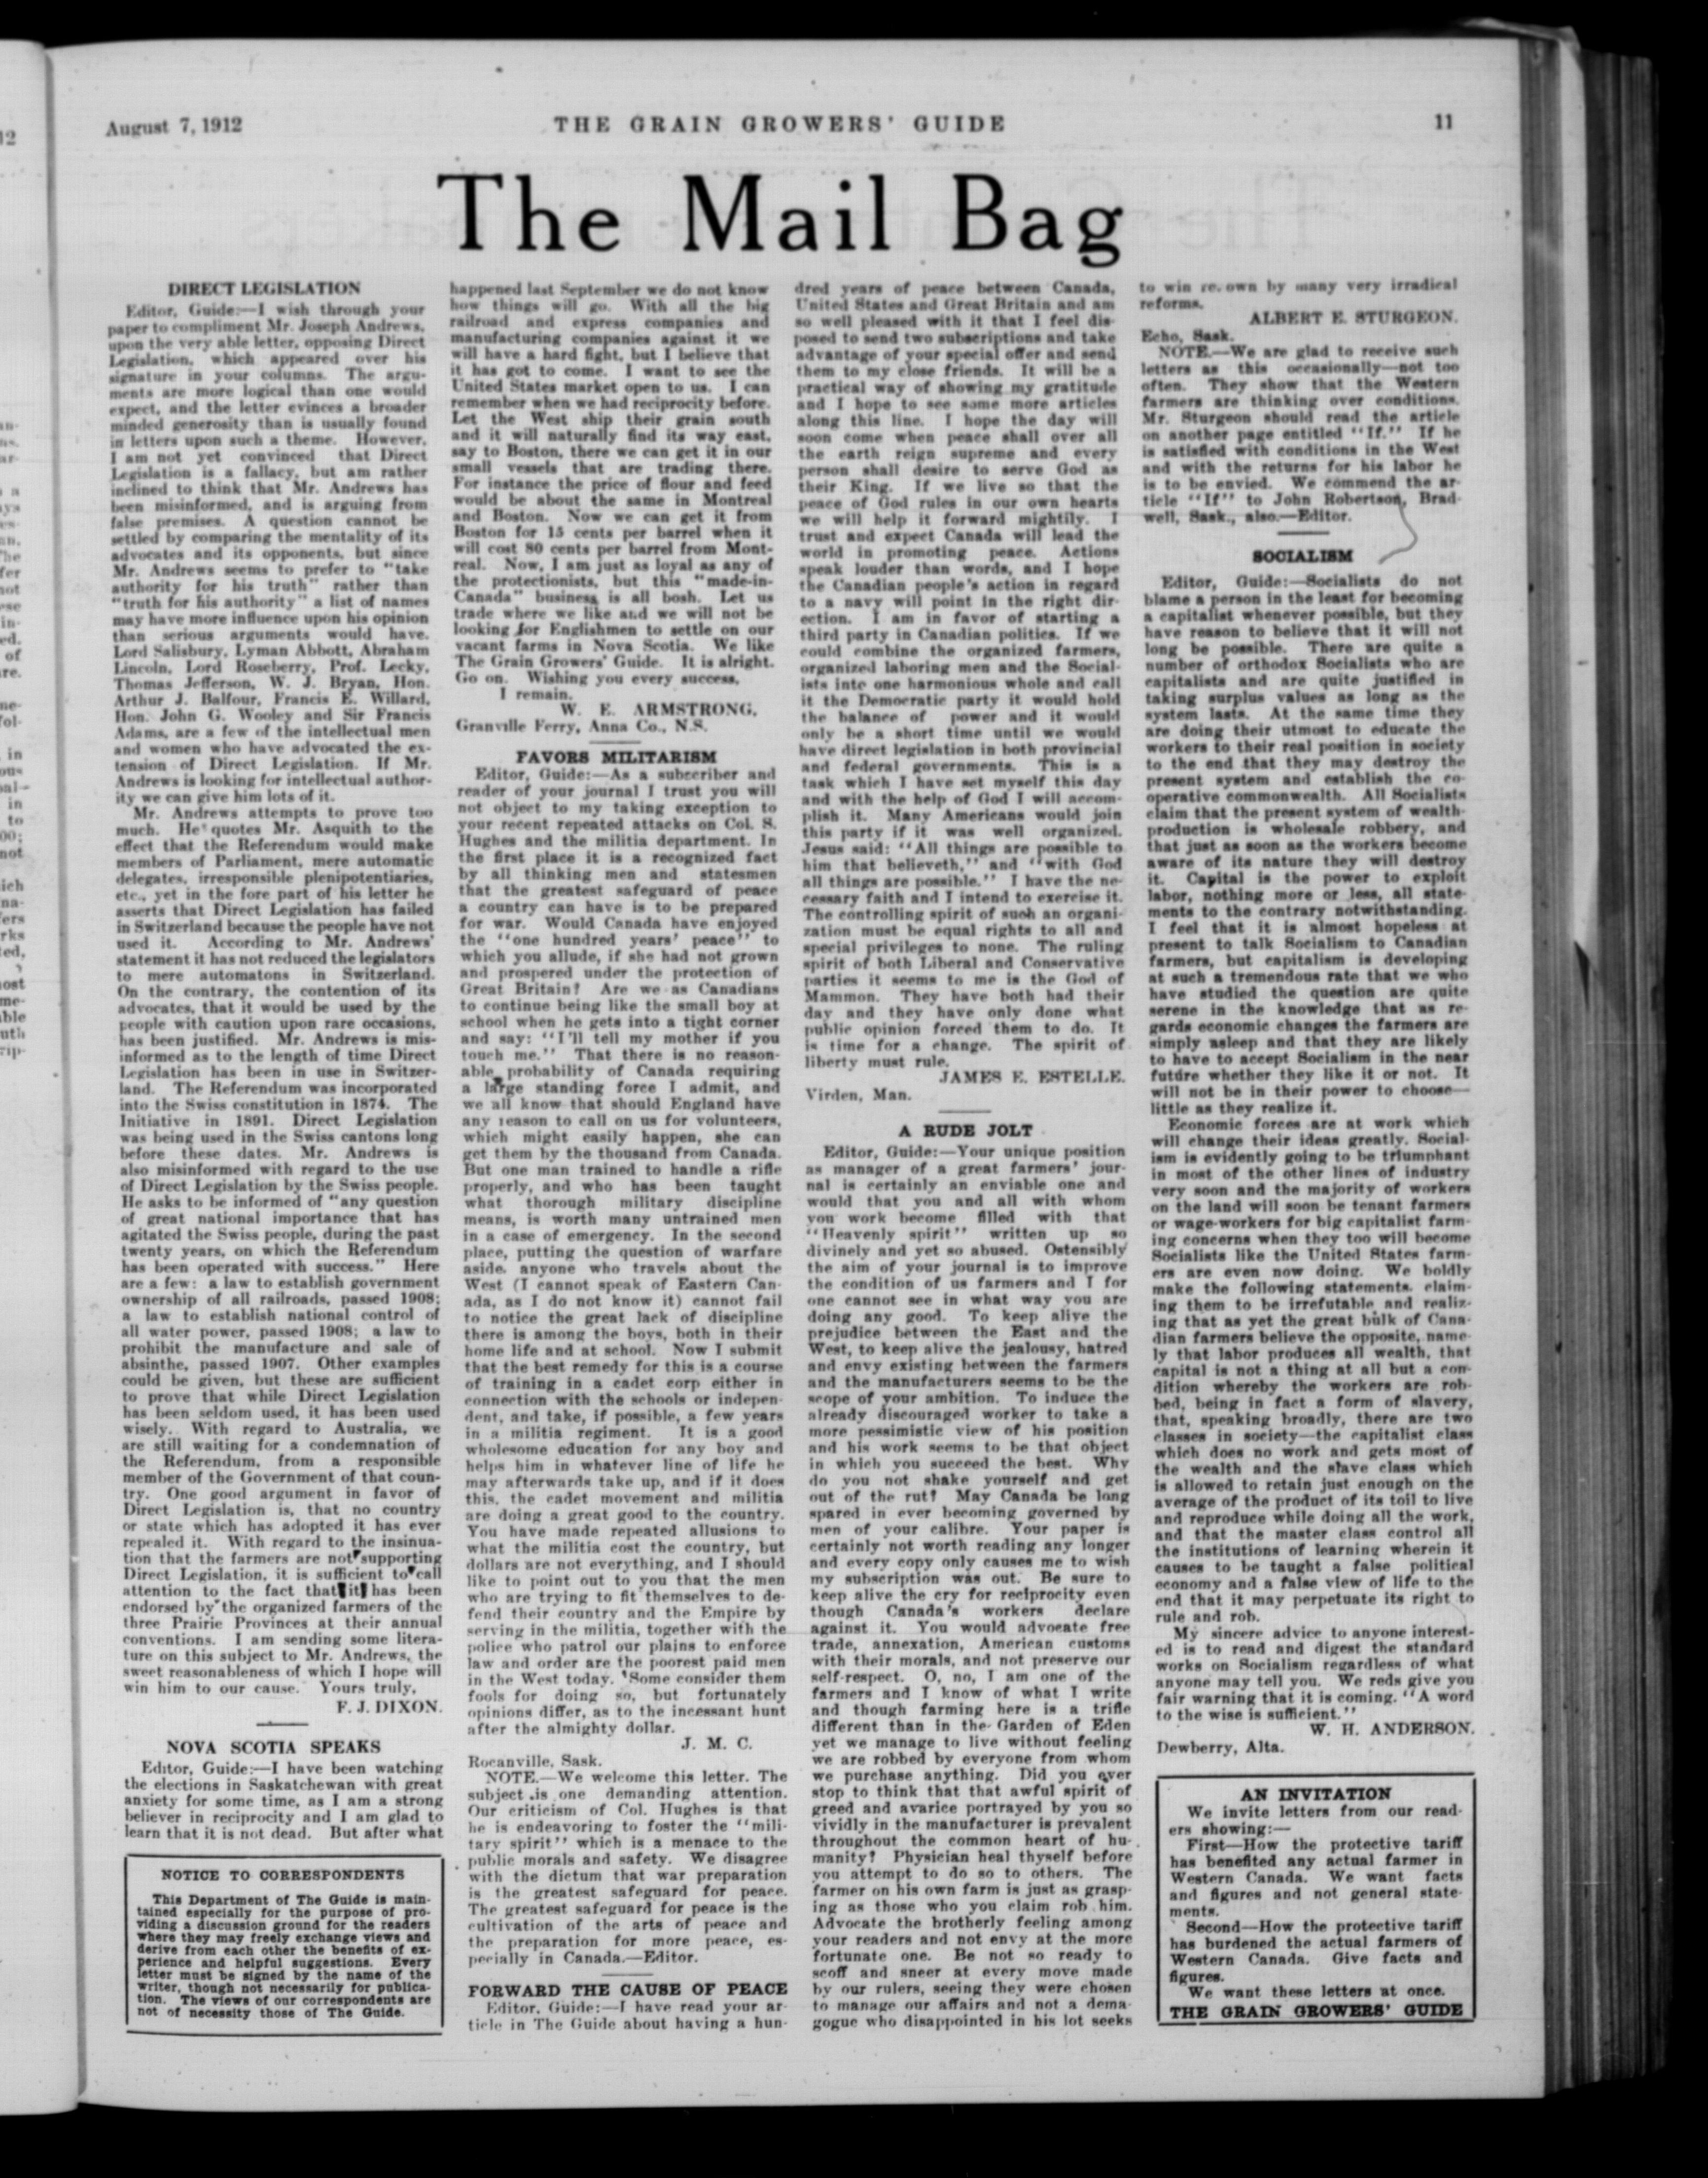 August 7, 1912
THE GRAIN GROWERS' GUIDE
11
The Mail Bag
DIRECT LEGISLATION
Editor, Guide:—I wish through your
paper to compliment Mr. Joseph Andrews,
upon the very able letter, opposing Direct
Legislation, which appeared over his
signature in your columns. The argu-
ments are more logical than one would
expect, and the letter evinces a broader
minded generosity than is usually found
in letters upon such a theme. However,
I am not yet convinced that Direct
Legislation is a fallacy, but am rather
inclined to think that Mr. Andrews has
been misinformed, and is arguing from
false premises. A question cannot be
settled by comparing the mentality of its
advocates and its opponents, but since
Mr. Andrews seems to prefer to "take
authority for his truth" rather than
"truth for his authority" a list of names
may have more influence upon his opinion
than serious arguments would have.
Lord Salisbury, Lyman Abbott, Abraham
Lincoln, Lord Roseberry, Prof. Lecky,
Thomas Jefferson, W. J. Bryan, Hon.
Arthur J. Balfour, Francis E. Willard,
Hon. John G. Wooley and Sir Francis
Adams, are a few of the intellectual men
and women who have advocated the ex-
tension of Direct Legislation. If Mr.
Andrews is looking for intellectual author-
ity we can give him lots of it.
Mr. Andrews attempts to prove too
much. He quotes Mr. Asquith to the
effect that the Referendum would make
members of Parliament, mere automatic
delegates, irresponsible plenipotentiaries,
etc., yet in the fore part of his letter he
asserts that Direct Legislation has failed
in Switzerland because the people have not
used it. According to Mr. Andrews'
statement it has not reduced the legislators
to mere automatons in Switzerland.
On the contrary, the contention of its
advocates, that it would be used by the
people with caution upon rare occasions,
has been justified. Mr. Andrews is mis-
informed as to the length of time Direct
Legislation has been in use in Switzer-
land. The Referendum was incorporated
into the Swiss constitution in 1874. The
Initiative in 1891. Direct Legislation
was being used in the Swiss cantons long
before these dates. Mr. Andrews is
also misinformed with regard to the use
of Direct Legislation by the Swiss people.
He asks to be informed of "any question
of great national importance that has
agitated the Swiss people, during the past
twenty years, on which the Referendum
has been operated with success." Here
are a few: a law to establish government
ownership of all railroads, passed 1908;
a law to establish national control of
all water power, passed 1908; a law to
prohibit the manufacture and sale of
absinthe, passed 1907. Other examples
could be given, but these are sufficient
to prove that while Direct Legislation
has been seldom used, it has been used
wisely. With regard to Australia, we
are still waiting for a condemnation of
the Referendum, from a responsible
member of the Government of that coun-
try. One good argument in favor of
Direct Legislation is, that no country
or state which has adopted it has ever
repealed it. With regard to the insinua-
tion that the farmers are not supporting
Direct Legislation, it is sufficient to call
attention to the fact that it has been
endorsed by the organized farmers of the
three Prairie Provinces at their annual
conventions. I am sending some litera-
ture on this subject to Mr. Andrews, the
sweet reasonableness of which I hope will
win him to our cause. Yours truly,
F. J. DIXON.
NOVA SCOTIA SPEAKS
Editor, Guide:—I have been watching
the elections in Saskatchewan with great
anxiety for some time, as I am a strong
believer in reciprocity and I am glad to
learn that it is not dead. But after what
NOTICE TO CORRESPONDENTS
This Department of The Guide is main-
tained especially for the purpose of pro-
viding a discussion ground for the readers
where they may freely exchange views and
derive from each other the benefits of ex-
perience and helpful suggestions. Every
letter must be signed by the name of the
writer, though not necessarily for publica-
tion. The views of our correspondents are
not of necessity those of The Guide.
happened last September we do not know
how things will go. With all the big
railroad and express companies and
manufacturing companies against it we
will have a hard fight, but I believe that
it has got to come. I want to see the
United States market open to us. I can
remember when we had reciprocity before.
Let the West ship their grain south
and it will naturally find its way east,
say to Boston, there we can get it in our
small vessels that are trading there.
For instance the price of flour and feed
would be about the same in Montreal
and Boston. Now we can get it from
Boston for 15 cents per barrel when it
will cost 80 cents per barrel from Mont-
real. Now, I am just as loyal as any of
the protectionists, but this "made-in-
Canada" business is all bosh. Let us
trade where we like and we will not be
looking for Englishmen to settle on our
vacant farms in Nova Scotia. We like
The Grain Growers' Guide. It is alright.
Go on. Wishing you every success,
I remain,
W. E. ARMSTRONG.
Granville Ferry, Anna Co., N.S.
FAVORS MILITARISM
Editor, Guide:—As a subscriber and
reader of your journal I trust you will
not object to my taking exception to
your recent repeated attacks on Col. S.
Hughes and the militia department. In
the first place it is a recognized fact
by all thinking men and statesmen
that the greatest safeguard of peace
a country can have is to be prepared
for war. Would Canada have enjoyed
the "one hundred years' peace" to
which you allude, if she had not grown
and prospered under the protection of
Great Britain? Are we as Canadians
to continue being like the small boy at
school when he gets into a tight corner
and say: "I'll tell my mother if you
touch me." That there is no reason-
able probability of Canada requiring
a large standing force I admit, and
we all know that should England have
any reason to call on us for volunteers,
which might easily happen, she can
get them by the thousand from Canada.
But one man trained to handle a rifle
properly, and who has been taught
what thorough military discipline
means, is worth many untrained men
in a case of emergency. In the second
place, putting the question of warfare
aside, anyone who travels about the
West (I cannot speak of Eastern Can-
ada, as I do not know it) cannot fail
to notice the great lack of discipline
there is among the boys, both in their
home life and at school. Now I submit
that the best remedy for this is a course
of training in a cadet corp either in
connection with the schools or indepen-
dent, and take, if possible, a few years
in a militia regiment. It is a good
wholesome education for any boy and
helps him in whatever line of life he
may afterwards take up, and if it does
this, the cadet movement and militia
are doing a great good to the country.
You have made repeated allusions to
what the militia cost the country, but
dollars are not everything, and I should
like to point out to you that the men
who are trying to fit themselves to de-
fend their country and the Empire by
serving in the militia, together with the
police who patrol our plains to enforce
law and order are the poorest paid men
in the West today. Some consider them
fools for doing so, but fortunately
opinions differ, as to the incessant hunt
after the almighty dollar.
J. M. C.
Rocanville, Sask.
NOTE.—We welcome this letter. The
subject is one demanding attention.
Our criticism of Col. Hughes is that
he is endeavoring to foster the "mili-
tary spirit" which is a menace to the
public morals and safety. We disagree
with the dictum that war preparation
is the greatest safeguard for peace.
The greatest safeguard for peace is the
cultivation of the arts of peace and
the preparation for more peace, es-
pecially in Canada.—Editor.
FORWARD THE CAUSE OF PEACE
Editor, Guide:—I have read your ar-
ticle in The Guide about having a hun-
dred years of peace between Canada,
United States and Great Britain and am
so well pleased with it that I feel dis-
posed to send two subscriptions and take
advantage of your special offer and send
them to my close friends. It will be a
practical way of showing my gratitude
and I hope to see some more articles
along this line. I hope the day will
soon come when peace shall over all
the earth reign supreme and every
person shall desire to serve God as
their King. If we live so that the
peace of God rules in our own hearts
we will help it forward mightily. I
trust and expect Canada will lead the
world in promoting peace. Actions
speak louder than words, and I hope
the Canadian people's action in regard
to a navy will point in the right dir-
ection. I am in favor of starting a
third party in Canadian politics. If we
could combine the organized farmers,
organized laboring men and the Social-
ists into one harmonious whole and call
it the Democratic party it would hold
the balance of power and it would
only be a short time until we would
have direct legislation in both provincial
and federal governments. This is a
task which I have set myself this day
and with the help of God I will accom-
plish it. Many Americans would join
this party if it was well organized.
Jesus said: "All things are possible to
him that believeth," and "with God
all things are possible." I have the ne-
cessary faith and I intend to exercise it.
The controlling spirit of such an organi-
zation must be equal rights to all and
special privileges to none. The ruling
spirit of both Liberal and Conservative
parties it seems to me is the God of
Mammon. They have both had their
day and they have only done what
public opinion forced them to do. It
is time for a change. The spirit of
liberty must rule.
JAMES E. ESTELLE.
Virden, Man.
A RUDE JOLT
Editor, Guide:—Your unique position
as manager of a great farmers' jour-
nal is certainly an enviable one and
would that you and all with whom
you work become filled with that
"Heavenly spirit" written up so
divinely and yet so abused. Ostensibly
the aim of your journal is to improve
the condition of us farmers and I for
one cannot see in what way you are
doing any good. To keep alive the
prejudice between the East and the
West, to keep alive the jealousy, hatred
and envy existing between the farmers
and the manufacturers seems to be the
scope of your ambition. To induce the
already discouraged worker to take a
more pessimistic view of his position
and his work seems to be that object
in which you succeed the best. Why
do you not shake yourself and get
out of the rut? May Canada be long
spared in ever becoming governed by
men of your calibre. Your paper is
certainly not worth reading any longer
and every copy only causes me to wish
my subscription was out. Be sure to
keep alive the cry for reciprocity even
though Canada's workers declare
against it. You would advocate free
trade, annexation, American customs
with their morals, and not preserve our
self-respect. O, no, I am one of the
farmers and I know of what I write
and though farming here is a trifle
different than in the Garden of Eden
yet we manage to live without feeling
we are robbed by everyone from whom
we purchase anything. Did you ever
stop to think that that awful spirit of
greed and avarice portrayed by you so
vividly in the manufacturer is prevalent
throughout the common heart of hu-
manity? Physician heal thyself before
you attempt to do so to others. The
farmer on his own farm is just as grasp-
ing as those who you claim rob him.
Advocate the brotherly feeling among
your readers and not envy at the more
fortunate one. Be not so ready to
scoff and sneer at every move made
by our rulers, seeing they were chosen
to manage our affairs and not a dema-
gogue who disappointed in his lot seeks
to win re.own by many very irradical
reforms.
ALBERT E. STURGEON.
Echo, Sask.
NOTE.—We are glad to receive such
letters as this occasionally—not too
often. They show that the Western
farmers are thinking over conditions.
Mr. Sturgeon should read the article
on another page entitled "If." If he
is satisfied with conditions in the West
and with the returns for his labor he
is to be envied. We commend the ar-
ticle "If" to John Robertson, Brad-
well, Sask., also.—Editor.
SOCIALISM
Editor, Guide:—Socialists do not
blame a person in the least for becoming
a capitalist whenever possible, but they
have reason to believe that it will not
long be possible. There are quite a
number of orthodox Socialists who are
capitalists and are quite justified in
taking surplus values as long as the
system lasts. At the same time they
are doing their utmost to educate the
workers to their real position in society
to the end that they may destroy the
present system and establish the co-
operative commonwealth. All Socialists
claim that the present system of wealth-
production is wholesale robbery, and
that just as soon as the workers become
aware of its nature they will destroy
it. Capital is the power to exploit
labor, nothing more or less, all state-
ments to the contrary notwithstanding.
I feel that it is almost hopeless at
present to talk Socialism to Canadian
farmers, but capitalism is developing
at such a tremendous rate that we who
have studied the question are quite
serene in the knowledge that as re-
gards economic changes the farmers are
simply asleep and that they are likely
to have to accept Socialism in the near
future whether they like it or not. It
will not be in their power to choose—
little as they realize it.
Economic forces are at work which
will change their ideas greatly. Social-
ism is evidently going to be triumphant
in most of the other lines of industry
very soon and the majority of workers
on the land will soon be tenant farmers
or wage-workers for big capitalist farm-
ing concerns when they too will become
Socialists like the United States farm-
ers are even now doing. We boldly
make the following statements, claim-
ing them to be irrefutable and realiz-
ing that as yet the great bulk of Cana-
dian farmers believe the opposite, name-
ly that labor produces all wealth, that
capital is not a thing at all but a con-
dition whereby the workers are rob-
bed, being in fact a form of slavery,
that, speaking broadly, there are two
classes in society—the capitalist class
which does no work and gets most of
the wealth and the slave class which
is allowed to retain just enough on the
average of the product of its toil to live
and reproduce while doing all the work,
and that the master class control all
the institutions of learning wherein it
causes to be taught a false political
economy and a false view of life to the
end that it may perpetuate its right to
rule and rob.
My sincere advice to anyone interest-
ed is to read and digest the standard
works on Socialism regardless of what
anyone may tell you. We reds give you
fair warning that it is coming. "A word
to the wise is sufficient."
W. H. ANDERSON.
Dewberry, Alta.
AN INVITATION
We invite letters from our read-
ers showing:—
First—How the protective tariff
has benefited any actual farmer in
Western Canada. We want facts
and figures and not general state-
ments.
Second—How the protective tariff
has burdened the actual farmers of
Western Canada. Give facts and
figures.
We want these letters at once.
THE GRAIN GROWERS' GUIDE